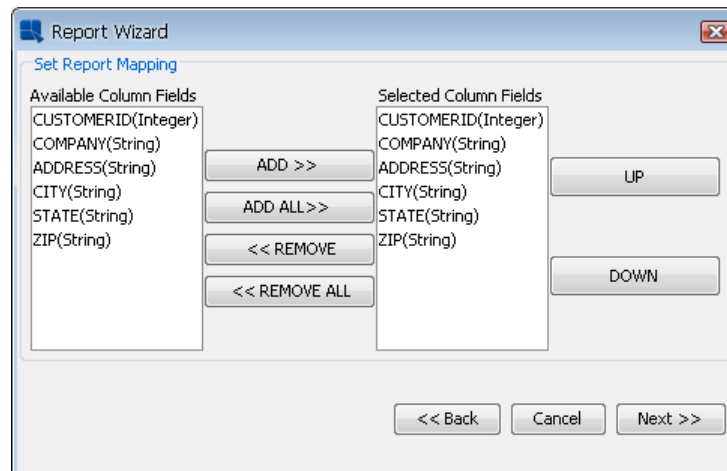 Report Wizard
Set Report Mapping
Available Column Fields
CUSTOMERID(Integer)
COMPANY(String)
ADDRESS(String)
CITY(String)
STATE(String)
ZIP(String)
ADD >>
ADD ALL>>
<< REMOVE
<< REMOVE ALL
Selected Column Fields
CUSTOMERID(Integer)
COMPANY(String)
ADDRESS(String)
CITY(String)
STATE(String)
ZIP(String)
UP
DOWN
<< Back
Cancel
Next >>